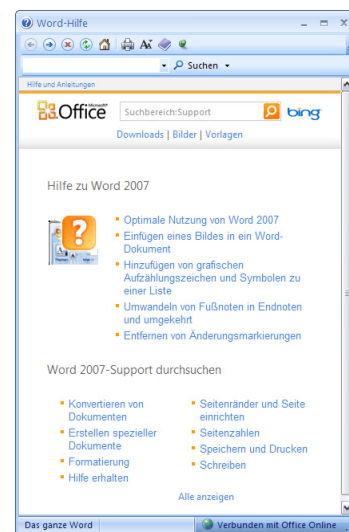 Word-Hilfe
Suchen
Hilfe und Anleitungen
Microsoft
Office
Suchbereich:Support
bing
Downloads | Bilder | Vorlagen
Hilfe zu Word 2007
Optimale Nutzung von Word 2007
Einfügen eines Bildes in ein Word-
Dokument
Hinzufügen von grafischen
Aufzählungszeichen und Symbolen zu
einer Liste
Umwandeln von Fußnoten in Endnoten
und umgekehrt
Entfernen von Änderungsmarkierungen
Word 2007-Support durchsuchen
Konvertieren von
Dokumenten
Erstellen spezieller
Dokumente
Formatierung
Hilfe erhalten
Seitenränder und Seite
einrichten
Seitenzahlen
Speichern und Drucken
Schreiben
Alle anzeigen
Das ganze Word
Verbunden mit Office Online